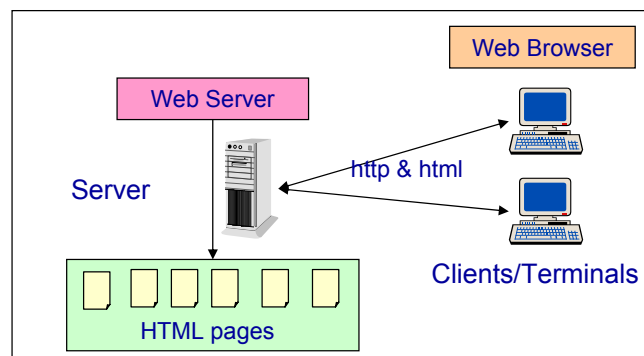 Web Browser
Web Server
http & html
Server
Clients/Terminals
HTML pages